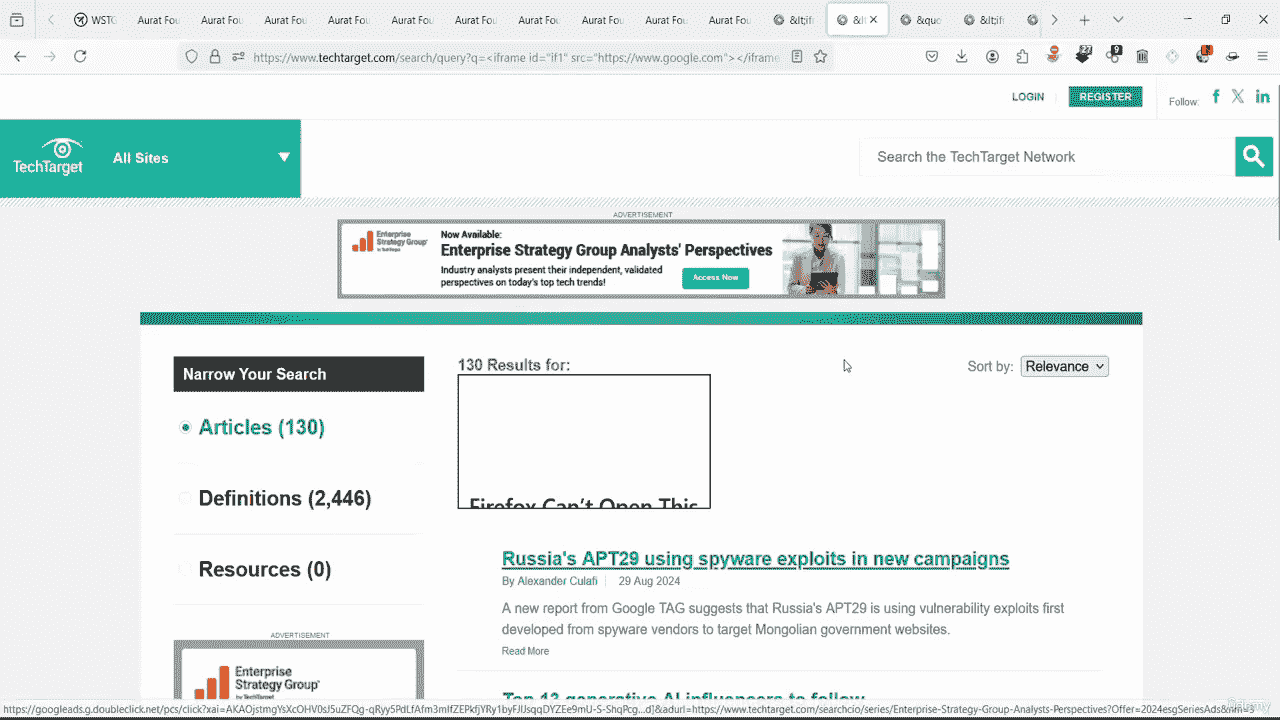 WSTG
Aurat Fou
Aurat Fou
Aurat Fou
Aurat Fou
Aurat Fou
Aurat Fou
Aurat Fou
Aurat Fou
Aurat Fou
Aurat Fou
&lt;if
&lt
&quo
&lt;if
https://www.techtarget.com/search/query?q=<iframe id="if1" src="https://www.google.com"></iframe
27
9
LOGIN
REGISTER
Follow:
TechTarget
All Sites
Search the TechTarget Network
ADVERTISEMENT
Enterprise
Strategy Group
by TechTarget
Now Available:
Enterprise Strategy Group Analysts' Perspectives
Industry analysts present their independent, validated
perspectives on today's top tech trends!
Access Now
Narrow Your Search
Articles (130)
Definitions (2,446)
Resources (0)
130 Results for:
Sort by:
Relevance
Firefox Can't Open This
Russia's APT29 using spyware exploits in new campaigns
By Alexander Culafi
29 Aug 2024
A new report from Google TAG suggests that Russia's APT29 is using vulnerability exploits first
developed from spyware vendors to target Mongolian government websites.
Read More
Top 13 generative AI influencers to follow
ADVERTISEMENT
Enterprise
Strategy Group
by TechTarget